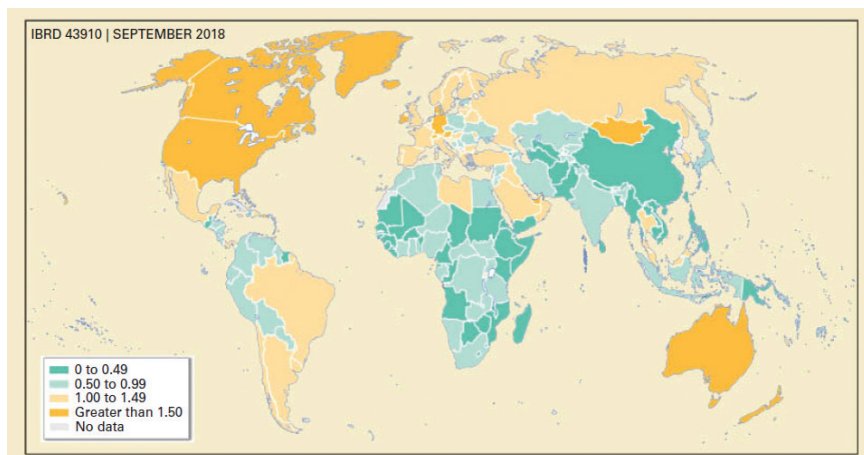 IBRD 43910 | SEPTEMBER 2018
0 to 0.49
0.50 to 0.99
1.00 to 1.49
Greater than 1.50
No data